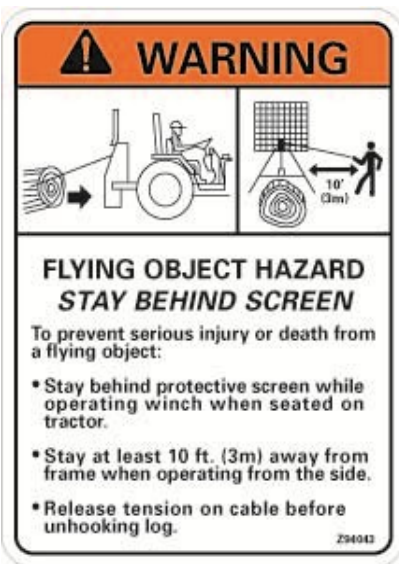 WARNING
10'
(3m)
FLYING OBJECT HAZARD
STAY BEHIND SCREEN
To prevent serious injury or death from
a flying object:
• Stay behind protective screen while
operating winch when seated on
tractor.
• Stay at least 10 ft. (3m) away from
frame when operating from the side.
• Release tension on cable before
unhooking log.
Z94043